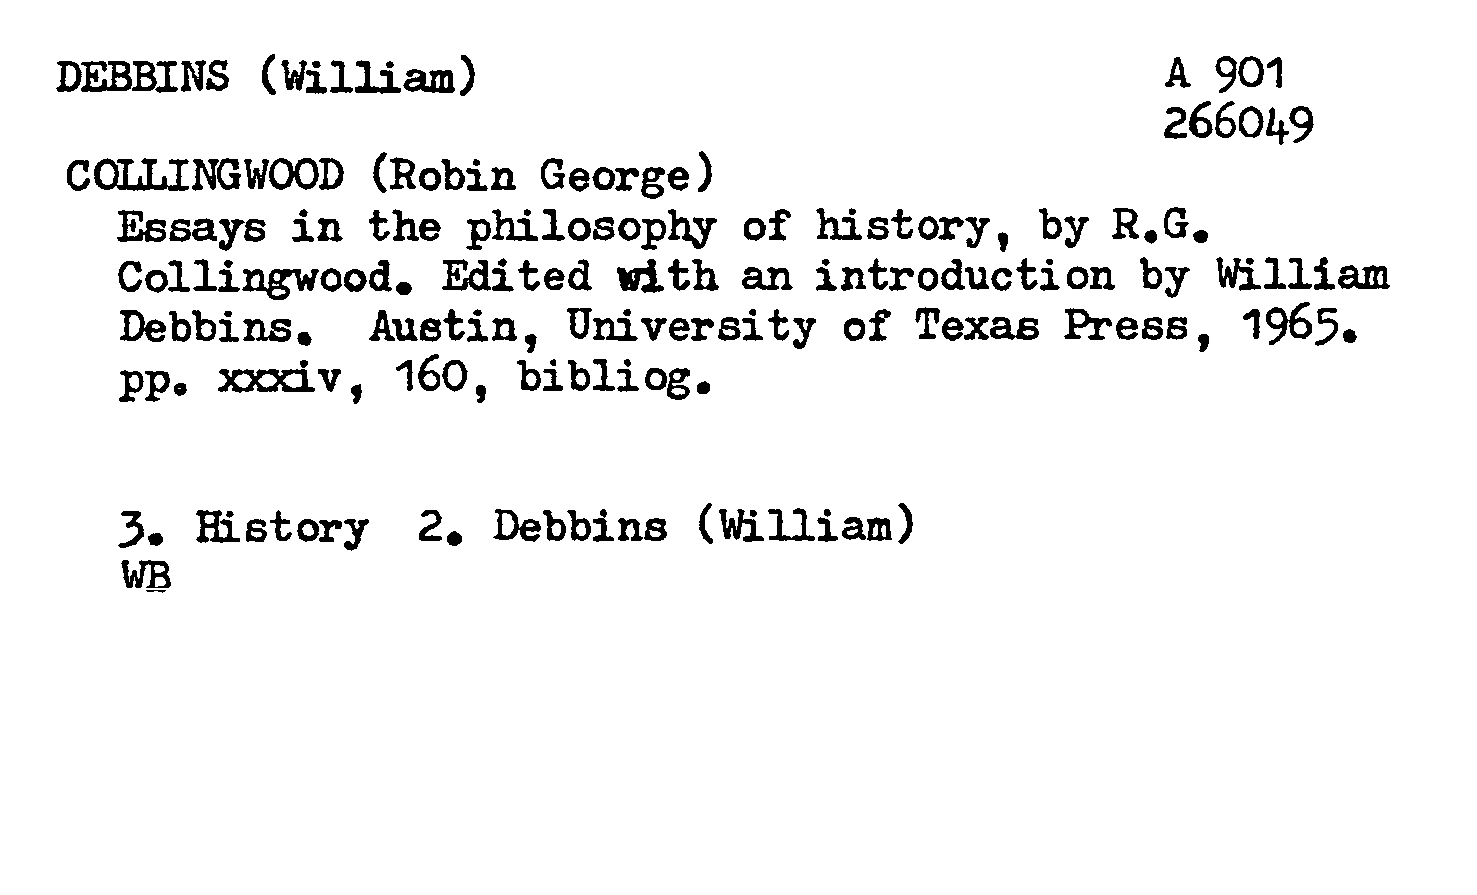 DEBBINS (William) A 901
266049
COLLINGWOOD (Robin George)
Essays in the philosophy of history, by R.G.
Collingwood. Edited with an introduction by William
Debbins. Austin, University of Texas Press, 1965.
pp. xxxiv, 160, bibliog.
3. History 2. Debbins (William)
WB